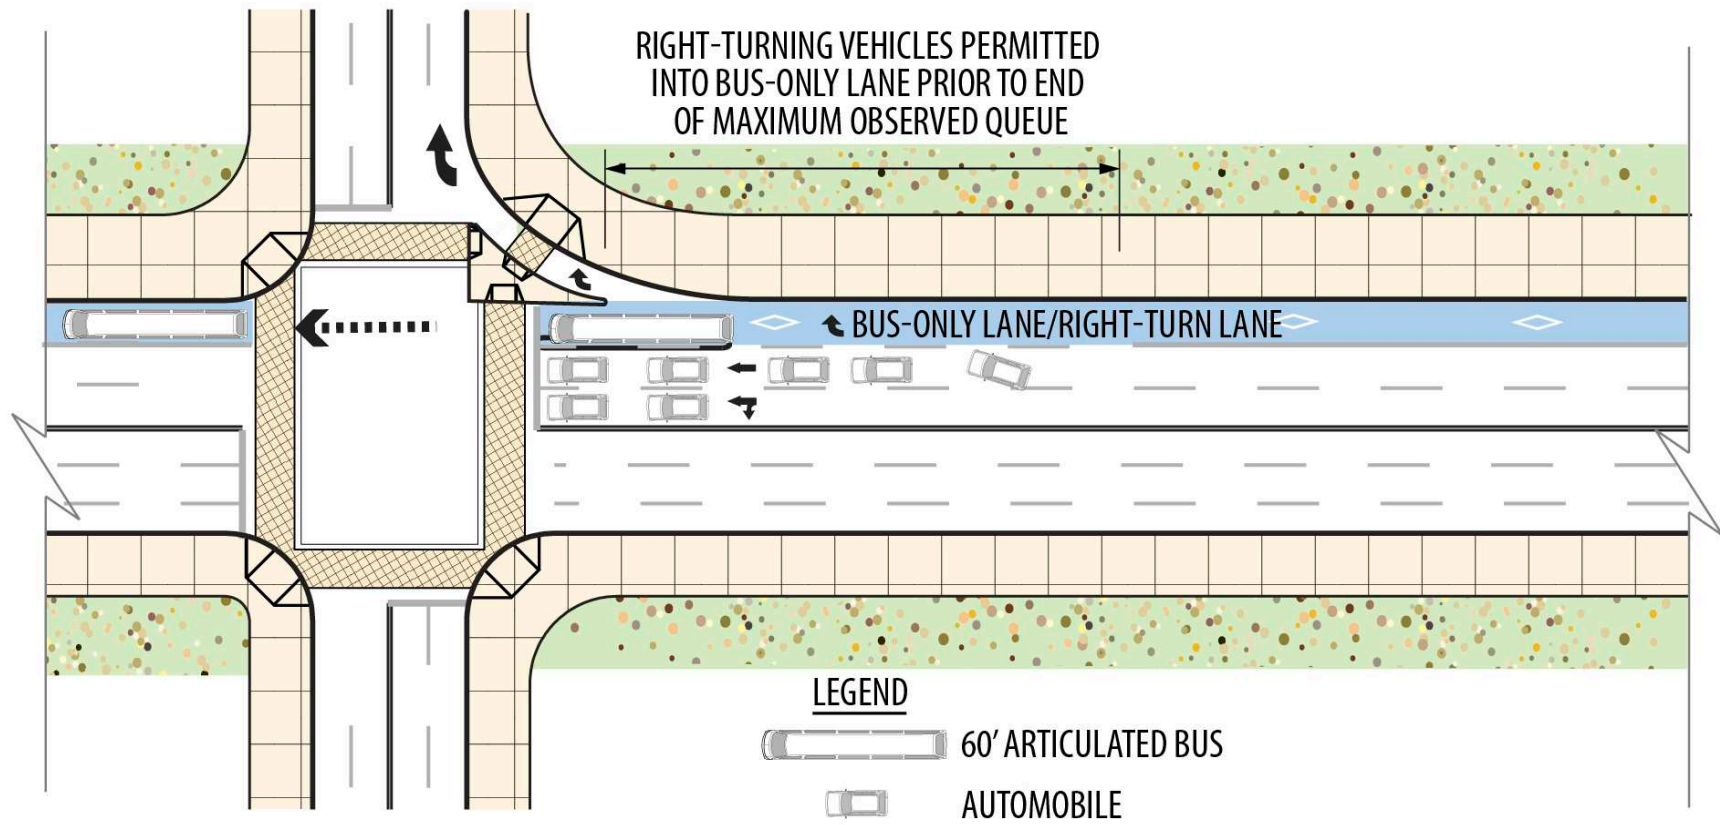 RIGHT-TURNING VEHICLES PERMITTED
INTO BUS-ONLY LANE PRIOR TO END
OF MAXIMUM OBSERVED QUEUE
BUS-ONLY LANE/RIGHT-TURN LANE
LEGEND
60’ ARTICULATED BUS
AUTOMOBILE